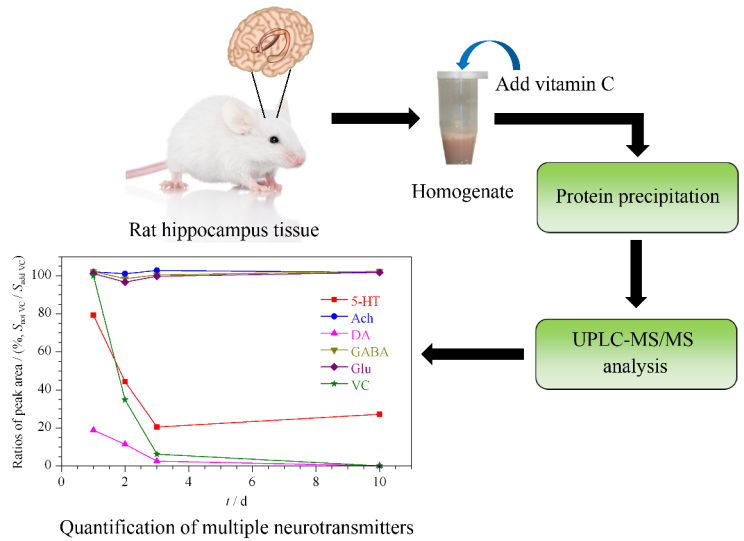 Add vitamin C
Homogenate
Rat hippocampus tissue
Protein precipitation
UPLC-MS/MS
analysis
Ratios of peak area / (%, S_not VC / S_add VC)
100
80
60
40
20
0
5-HT
Ach
DA
GABA
Glu
VC
0 2 4 6 8 10
t / d
Quantification of multiple neurotransmitters